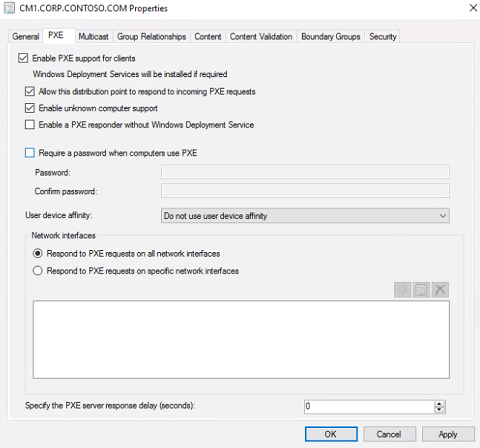 CM1.CORP.CONTOSO.COM Properties
General PXE Multicast Group Relationships Content Content Validation Boundary Groups Security
Enable PXE support for clients
Windows Deployment Services will be installed if required
Allow this distribution point to respond to incoming PXE requests
Enable unknown computer support
Enable a PXE responder without Windows Deployment Service
Require a password when computers use PXE
Password:
Confirm password:
User device affinity: Do not use user device affinity
Network interfaces
Respond to PXE requests on all network interfaces
Respond to PXE requests on specific network interfaces
Specify the PXE server response delay (seconds): 0
OK Cancel Apply